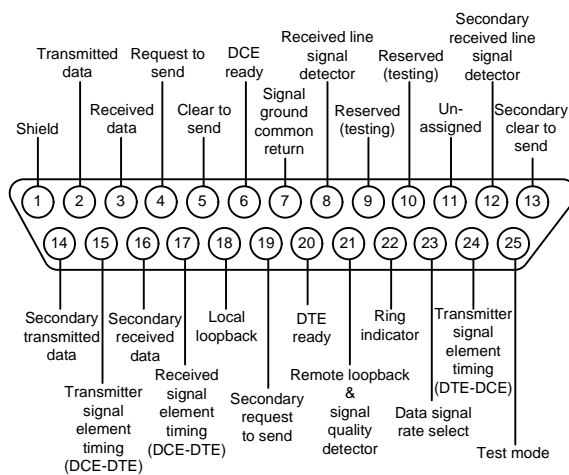 Shield
Transmitted
data
Received
data
Request to
send
Clear to
send
DCE
ready
Signal
ground
common
return
Received line
signal
detector
Reserved
(testing)
Reserved
(testing)
Un-
assigned
Secondary
received line
signal
detector
Secondary
clear to
send
1 2 3 4 5 6 7 8 9 10 11 12 13
14 15 16 17 18 19 20 21 22 23 24 25
Secondary
transmitted
data
Transmitter
signal
element
timing
(DCE-DTE)
Secondary
received
data
Received
signal
element
timing
(DCE-DTE)
Local
loopback
Secondary
request
to send
DTE
ready
Remote loopback
&
signal
quality
detector
Ring
indicator
Data signal
rate select
Transmitter
signal
element
timing
(DTE-DCE)
Test mode